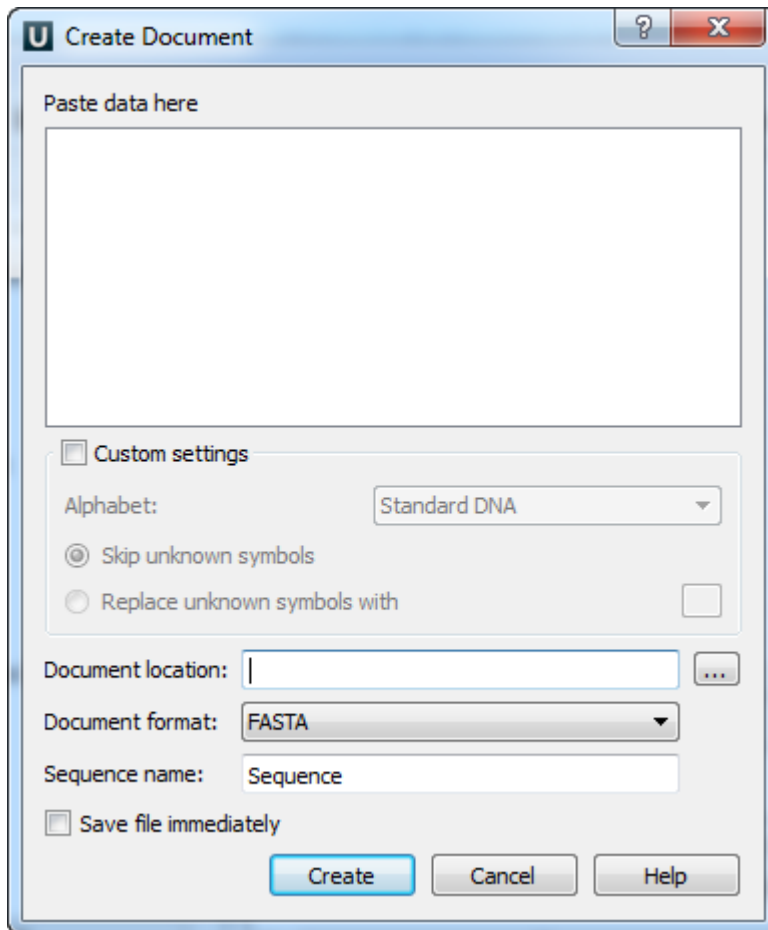 U Create Document
Paste data here
Custom settings
Alphabet: Standard DNA
Skip unknown symbols
Replace unknown symbols with
Document location: ...
Document format: FASTA
Sequence name: Sequence
Save file immediately
Create Cancel Help